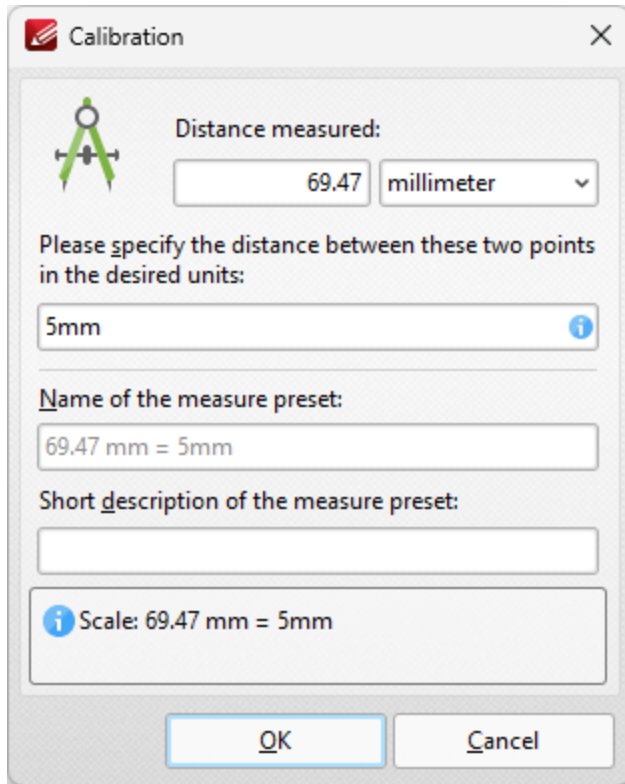 Calibration
Distance measured:
69.47 millimeter
Please specify the distance between these two points
in the desired units:
5mm
Name of the measure preset:
69.47 mm = 5mm
Short description of the measure preset:
Scale: 69.47 mm = 5mm
OK Cancel